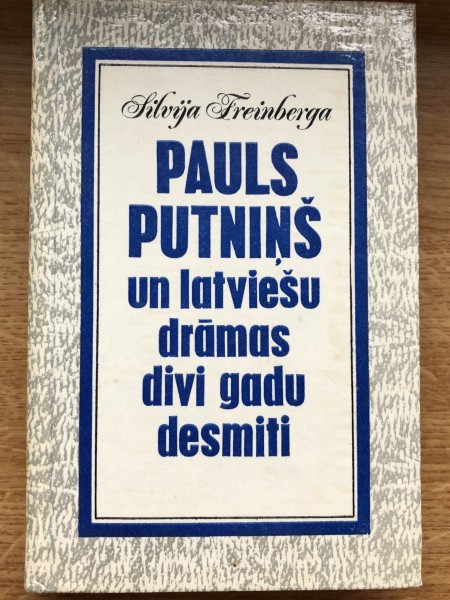 Silvija Freinberga
PAULS
PUTNIŅŠ
un latviešu
drāmas
divi gadu
desmiti